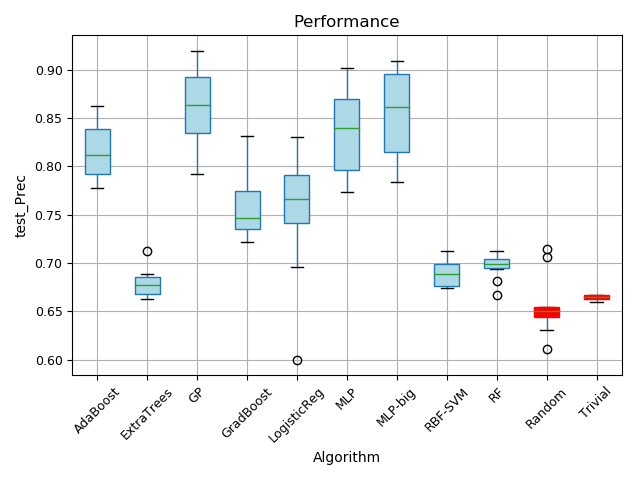 Performance
test_Prec
0.90
0.85
0.80
0.75
0.70
0.65
0.60
AdaBoost
ExtraTrees
GP
GradBoost
LogisticReg
MLP
MLP-big
RBF-SVM
RF
Random
Trivial
Algorithm